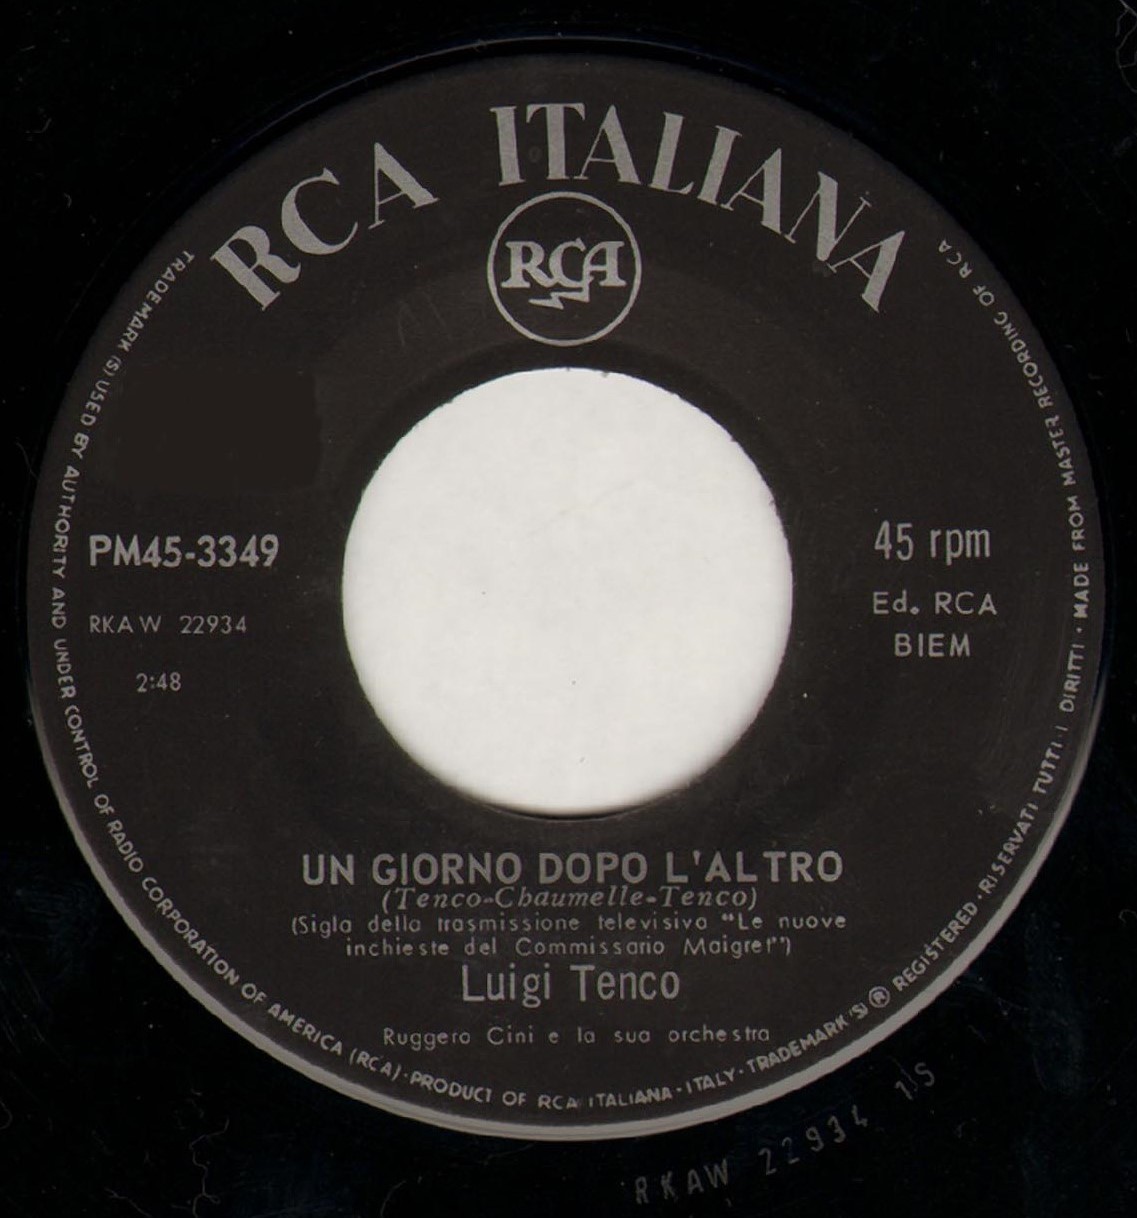 RCA ITALIANA
RCA
PM45-3349
RKAW 22934
2:48
45 rpm
Ed. RCA
BIEM
UN GIORNO DOPO L'ALTRO
(Tenco-Chaumelle-Tenco)
(Sigla della trasmissione televisiva "Le nuove
inchieste del Commissario Maigret")
Luigi Tenco
Ruggero Cini e la sua orchestra
TRADEMARK (S) USED BY AUTHORITY AND UNDER CONTROL OF RADIO CORPORATION OF AMERICA (RCA)·PRODUCT OF RCA ITALIANA·ITALY·TRADEMARK (S) ® REGISTERED·RISERVATI TUTTI I DIRITTI·MADE FROM MASTER RECORDING OF RCA
RKAW 22934 1S